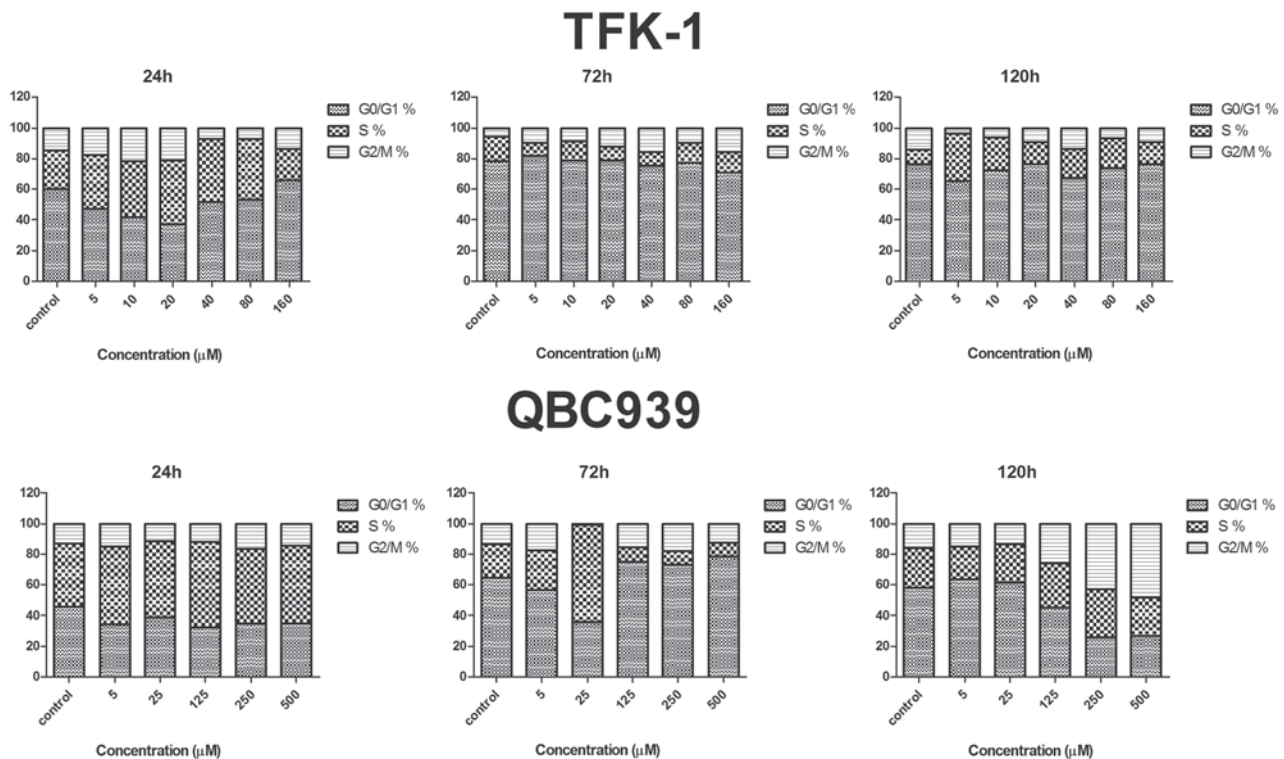 TFK-1
24h
120
100
80
60
40
20
0
control
5
10
20
40
80
160
Concentration (μM)
G0/G1 %
S %
G2/M %
72h
120
100
80
60
40
20
0
control
5
10
20
40
80
160
Concentration (μM)
G0/G1 %
S %
G2/M %
120h
120
100
80
60
40
20
0
control
5
10
20
40
80
160
Concentration (μM)
G0/G1 %
S %
G2/M %
QBC939
24h
120
100
80
60
40
20
0
control
5
25
125
250
500
Concentration (μM)
G0/G1 %
S %
G2/M %
72h
120
100
80
60
40
20
0
control
5
25
125
250
500
Concentration (μM)
G0/G1 %
S %
G2/M %
120h
120
100
80
60
40
20
0
control
5
25
125
250
500
Concentration (μM)
G0/G1 %
S %
G2/M %